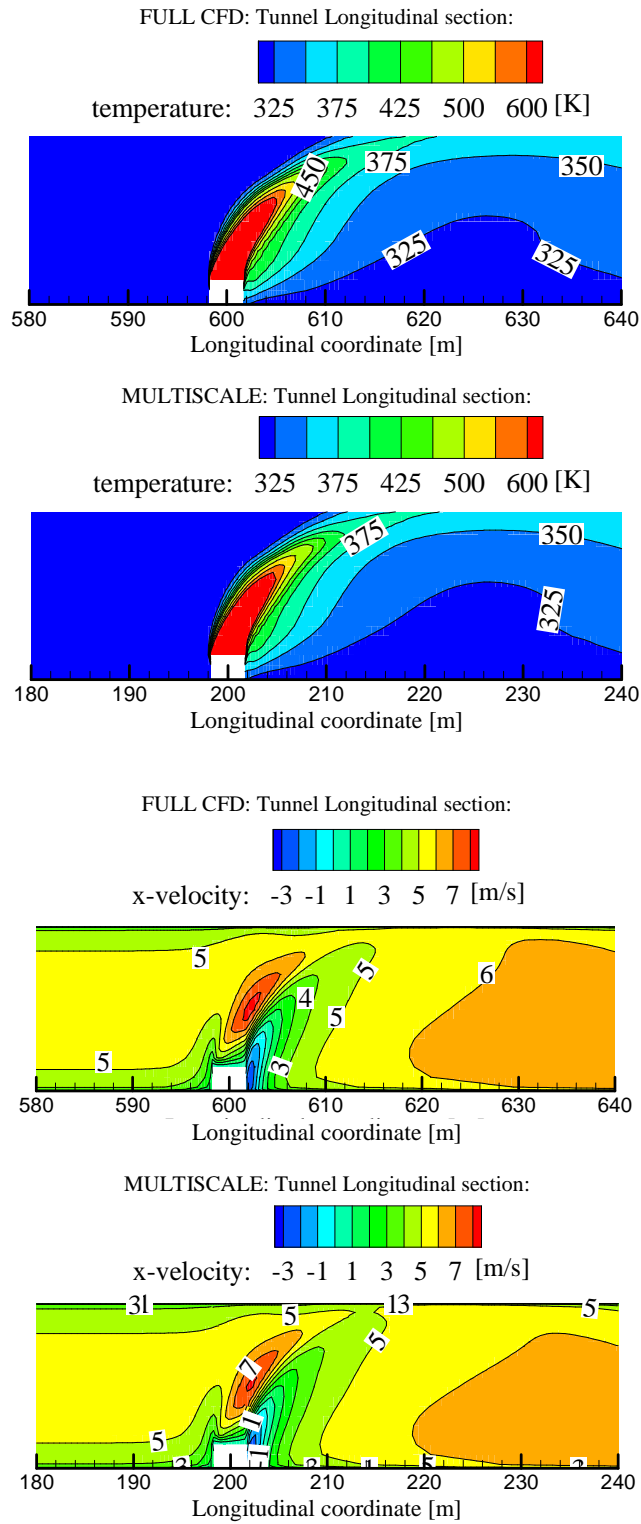 FULL CFD: Tunnel Longitudinal section:
temperature: 325 375 425 500 600 [K]
450
375
350
325
325
580 590 600 610 620 630 640
Longitudinal coordinate [m]
MULTISCALE: Tunnel Longitudinal section:
temperature: 325 375 425 500 600 [K]
375
350
325
180 190 200 210 220 230 240
Longitudinal coordinate [m]
FULL CFD: Tunnel Longitudinal section:
x-velocity: -3 -1 1 3 5 7 [m/s]
5
5
6
4
5
5
3
580 590 600 610 620 630 640
Longitudinal coordinate [m]
MULTISCALE: Tunnel Longitudinal section:
x-velocity: -3 -1 1 3 5 7 [m/s]
31
5
13
5
5
7
1
5
1
180 190 200 210 220 230 240
Longitudinal coordinate [m]